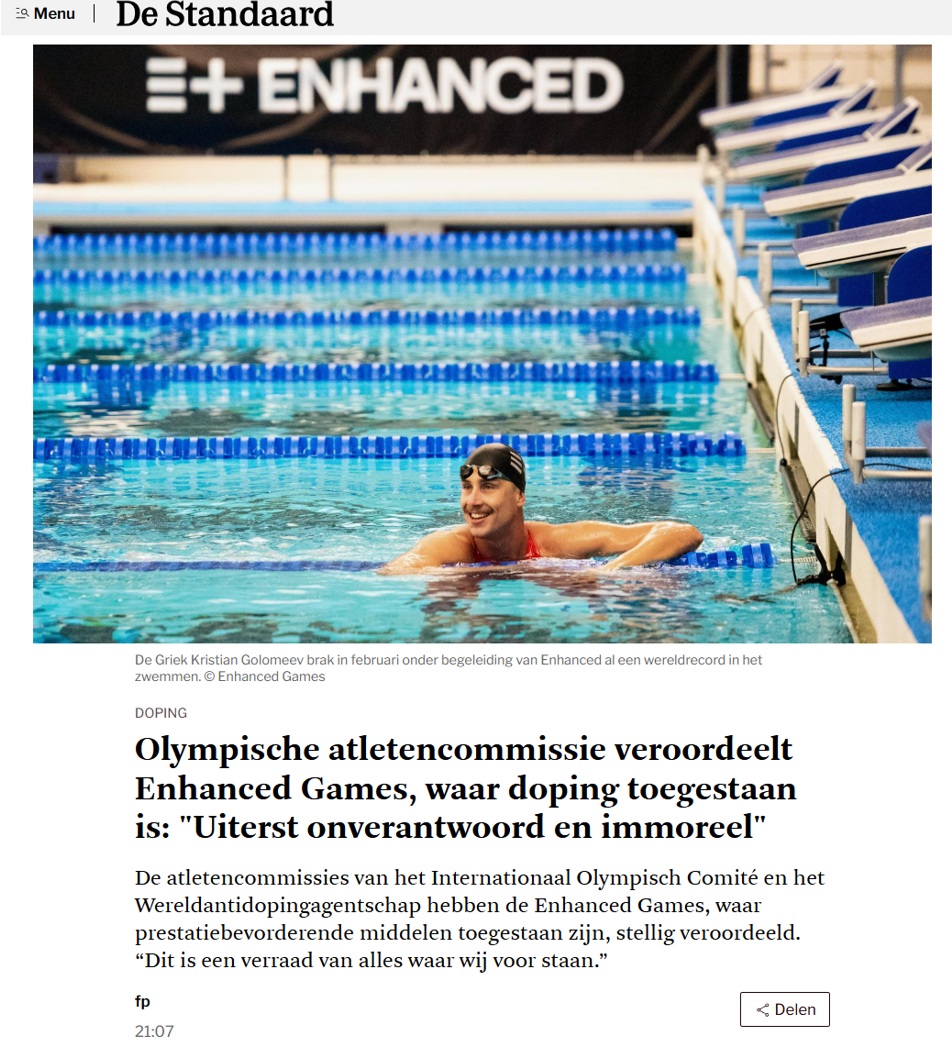 Menu
De Standaard
E+ ENHANCED
De Griek Kristian Golomeev brak in februari onder begeleiding van Enhanced al een wereldrecord in het
zwemmen. © Enhanced Games
DOPING
Olympische atletencommissie veroordeelt
Enhanced Games, waar doping toegestaan
is: "Uiterst onverantwoord en immoreel"
De atletencommissies van het Internationaal Olympisch Comité en het
Wereldantidopingagentschap hebben de Enhanced Games, waar
prestatiebevorderende middelen toegestaan zijn, stellig veroordeeld.
“Dit is een verraad van alles waar wij voor staan.”
fp
Delen
21:07